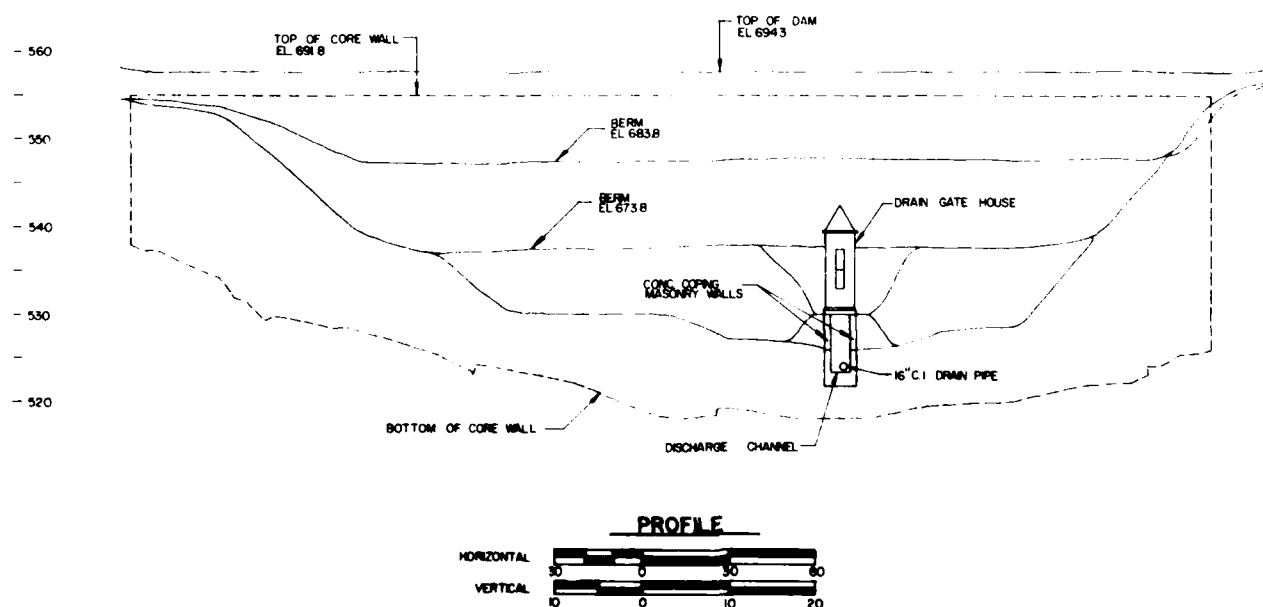 TOP OF DAM
EL 694.3
TOP OF CORE WALL
EL 691.8
- 560
- 550
BERM
EL 683.8
- 540
BERM
EL 673.8
DRAIN GATE HOUSE
CONC. COPING
MASONRY WALLS
- 530
16" C.I. DRAIN PIPE
- 520
BOTTOM OF CORE WALL
DISCHARGE CHANNEL
PROFILE
HORIZONTAL
30 0 30 60
VERTICAL
10 0 10 20